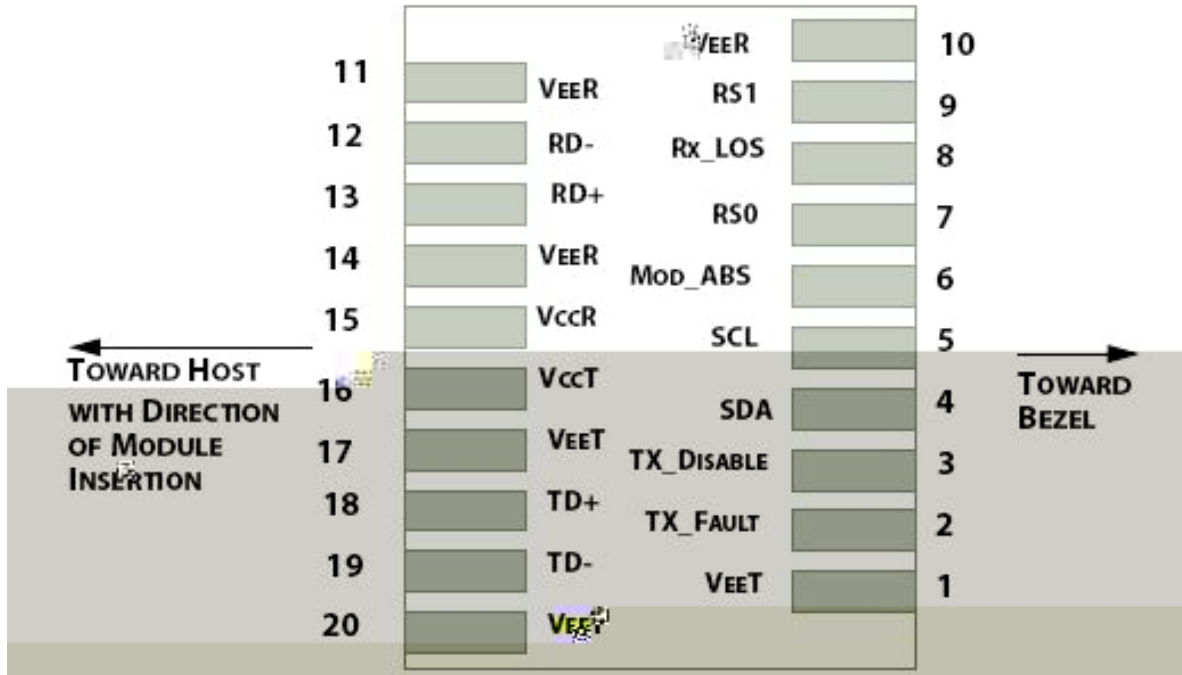 VEER 10
11 VEER RS1 9
12 RD- RX_LOS 8
13 RD+ RS0 7
14 VEER MOD_ABS 6
15 VCCR SCL 5
TOWARD HOST
WITH DIRECTION
OF MODULE
INSERTION
TOWARD
BEZEL
16 VCCT SDA 4
17 VEET TX_DISABLE 3
18 TD+ TX_FAULT 2
19 TD- VEET 1
20